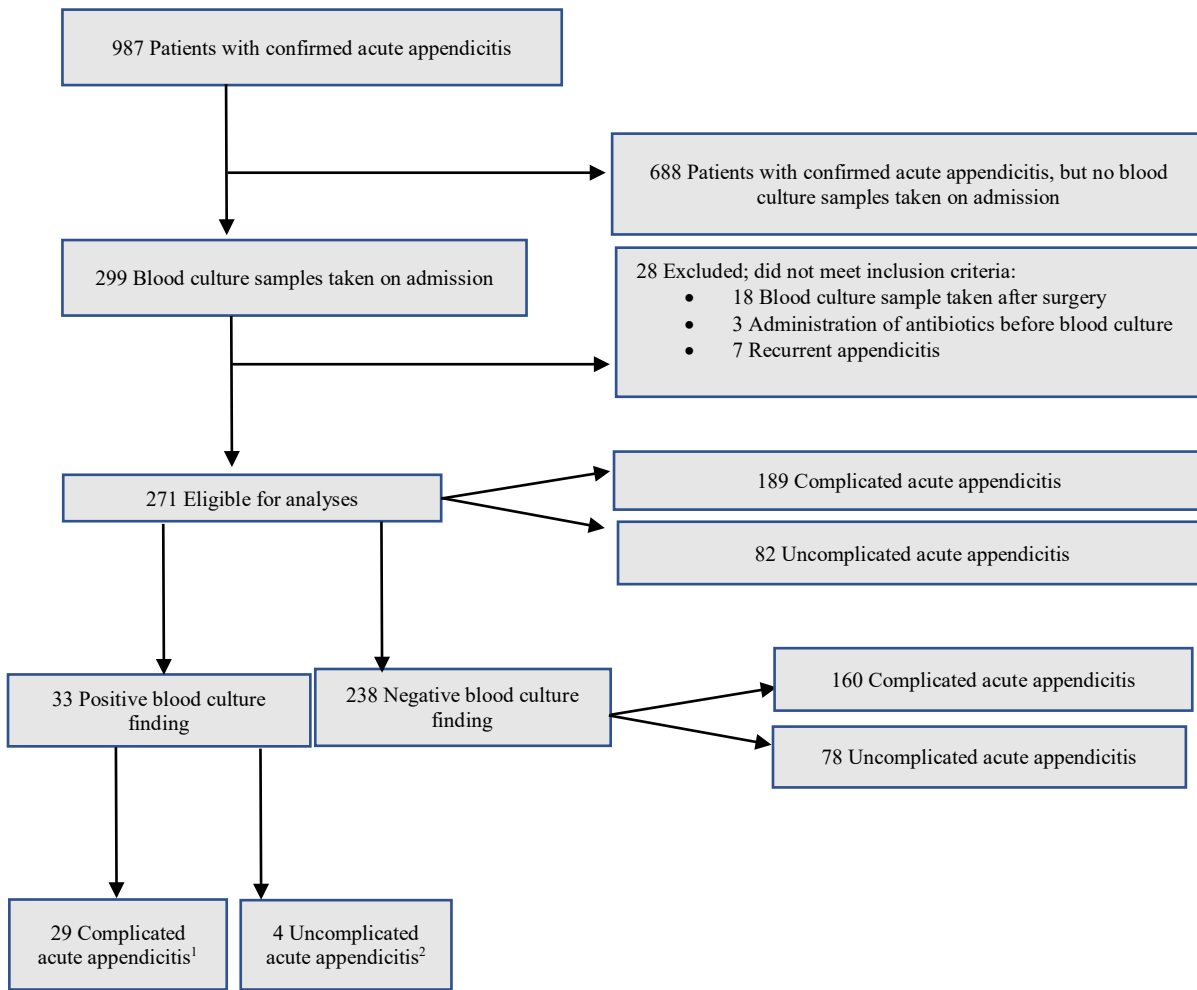 987 Patients with confirmed acute appendicitis
688 Patients with confirmed acute appendicitis, but no blood
culture samples taken on admission
299 Blood culture samples taken on admission
28 Excluded; did not meet inclusion criteria:
• 18 Blood culture sample taken after surgery
• 3 Administration of antibiotics before blood culture
• 7 Recurrent appendicitis
271 Eligible for analyses
189 Complicated acute appendicitis
82 Uncomplicated acute appendicitis
33 Positive blood culture
finding
238 Negative blood culture
finding
160 Complicated acute appendicitis
78 Uncomplicated acute appendicitis
29 Complicated
acute appendicitis¹
4 Uncomplicated
acute appendicitis²